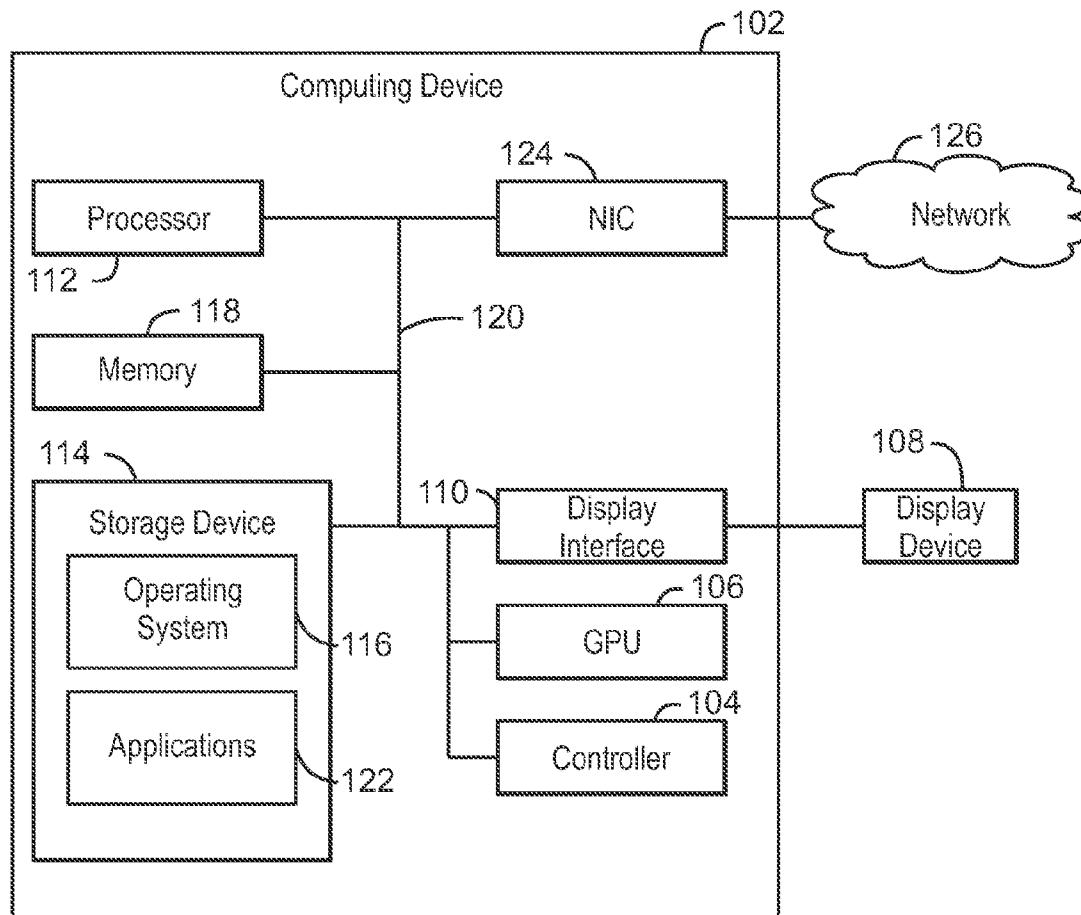 102
Computing Device
126
124
Processor
NIC
Network
112
118
120
Memory
114
108
110
Storage Device
Display
Interface
Display
Device
Operating
System
106
GPU
116
104
Applications
Controller
122